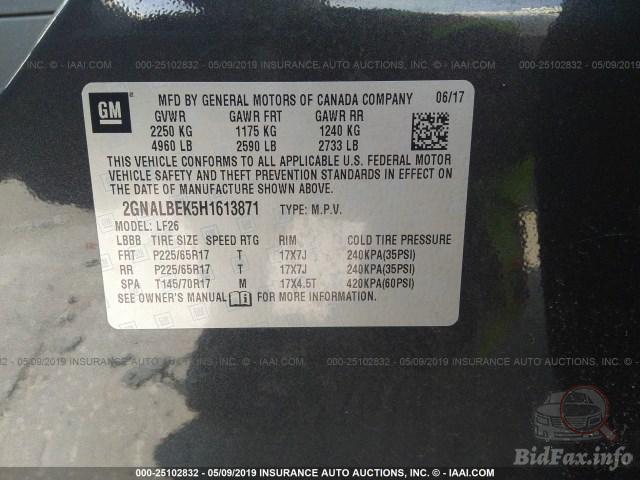 000-25102832 - 05/09/2019 INSURANCE AUTO AUCTIONS, INC. - IAAI.COM
GM
MFD BY GENERAL MOTORS OF CANADA COMPANY 06/17
GVWR GAWR FRT GAWR RR
2250 KG 1175 KG 1240 KG
4960 LB 2590 LB 2733 LB
THIS VEHICLE CONFORMS TO ALL APPLICABLE U.S. FEDERAL MOTOR
VEHICLE SAFETY AND THEFT PREVENTION STANDARDS IN EFFECT ON
THE DATE OF MANUFACTURE SHOWN ABOVE.
2GNALBEK5H1613871 TYPE: M.P.V.
MODEL: LF26
LBBB TIRE SIZE SPEED RTG RIM COLD TIRE PRESSURE
FRT P225/65R17 T 17X7J 240KPA(35PSI)
RR P225/65R17 T 17X7J 240KPA(35PSI)
SPA T145/70R17 M 17X4.5T 420KPA(60PSI)
SEE OWNER'S MANUAL FOR MORE INFORMATION.
000-25102832 - 05/09/2019 INSURANCE AUTO AUCTIONS, INC. - IAAI.COM
BidFax.info
000-25102832 - 05/09/2019 INSURANCE AUTO AUCTIONS, INC. - IAAI.COM